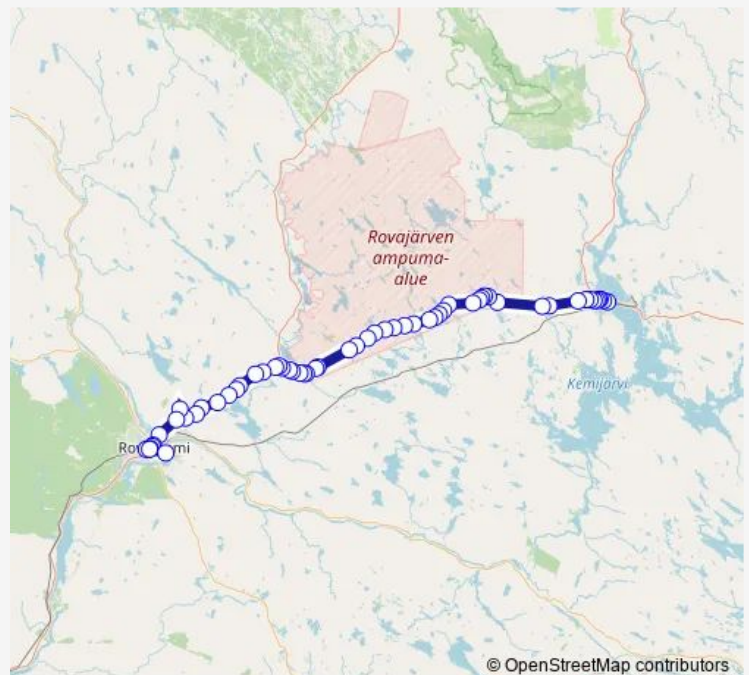 Rovajärven
ampuma-
alue
Kemijärvi
© OpenStreetMap contributors